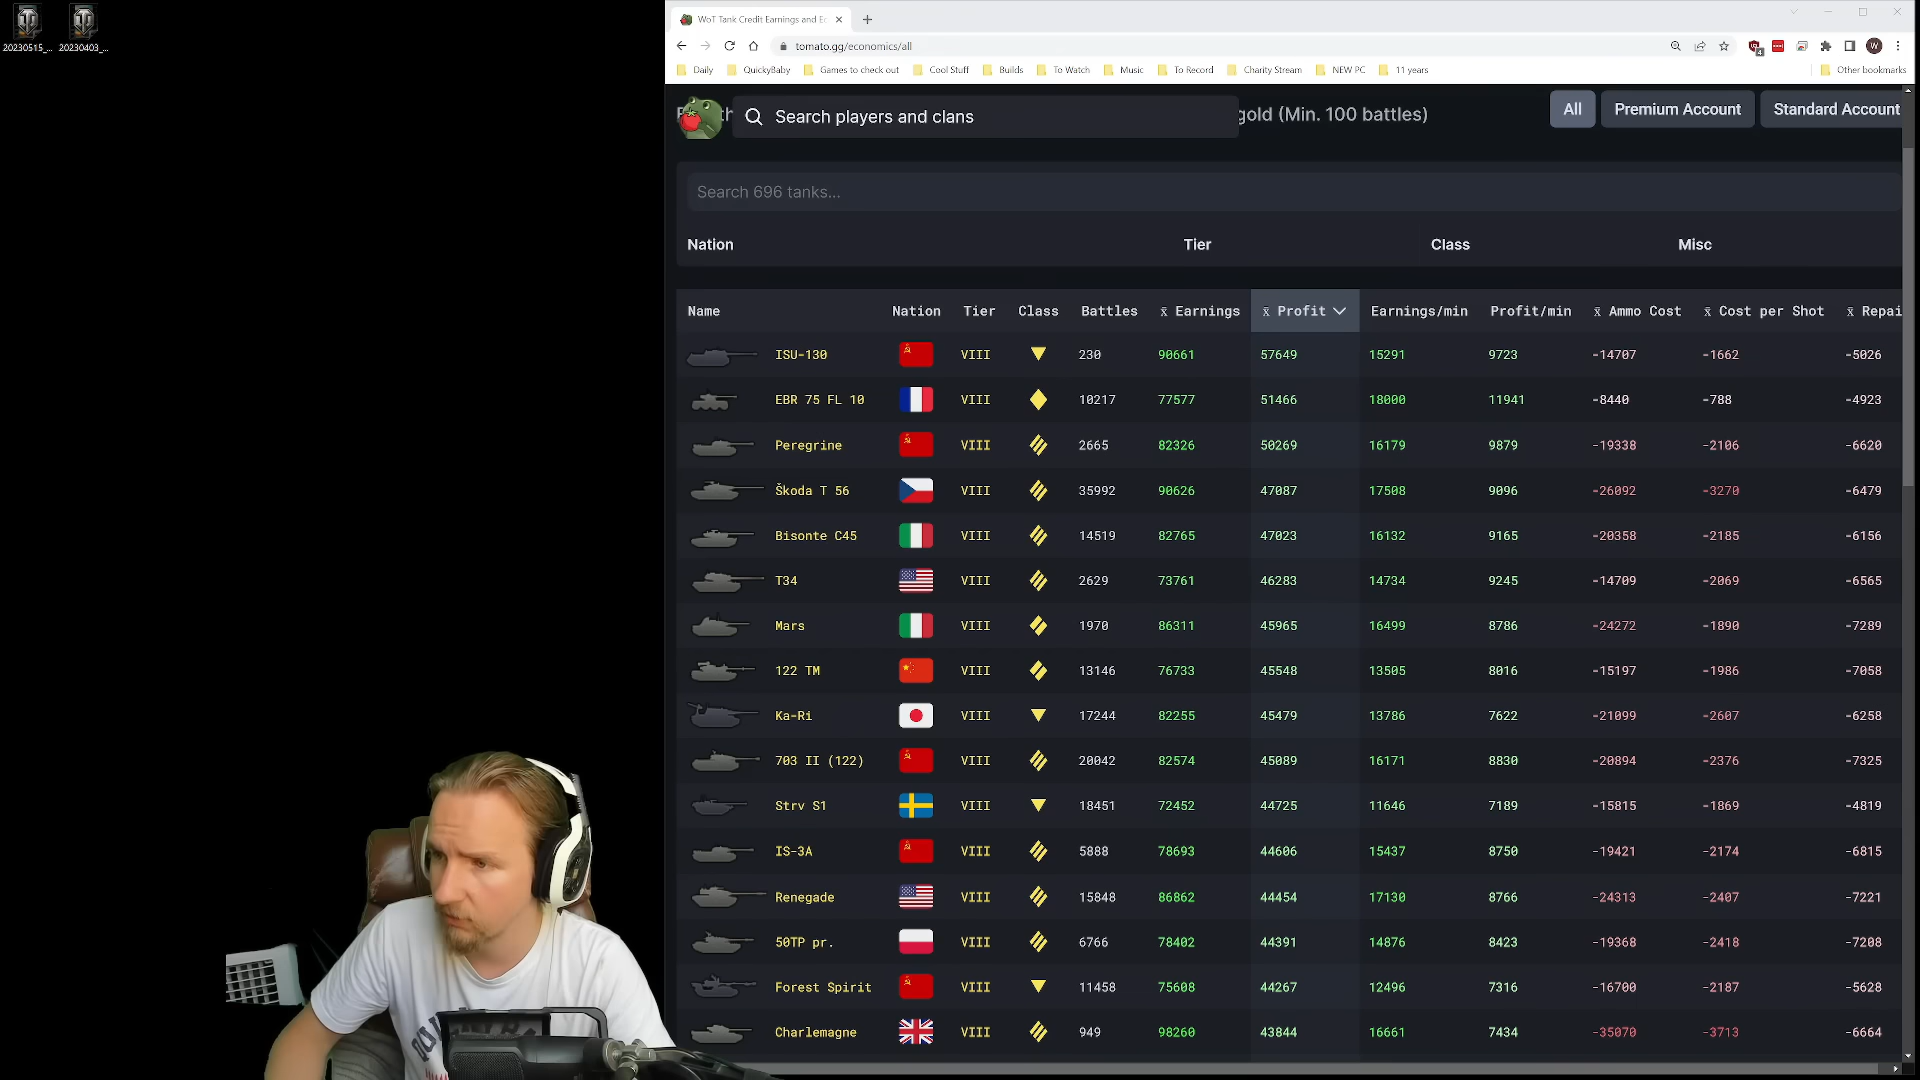 20230515_...
20230403_...
WoT Tank Credit Earnings and Ec
tomato.gg/economics/all
W
Daily
QuickyBaby
Games to check out
Cool Stuff
Builds
To Watch
Music
To Record
Charity Stream
NEW PC
11 years
Other bookmarks
Search players and clans
gold (Min. 100 battles)
All
Premium Account
Standard Account
Search 696 tanks...
Nation Tier Class Misc
Name Nation Tier Class Battles x̄ Earnings x̄ Profit Earnings/min Profit/min x̄ Ammo Cost x̄ Cost per Shot x̄ Repai
ISU-130 VIII 230 90661 57649 15291 9723 -14707 -1662 -5026
EBR 75 FL 10 VIII 10217 77577 51466 18000 11941 -8440 -788 -4923
Peregrine VIII 2665 82326 50269 16179 9879 -19338 -2106 -6620
Škoda T 56 VIII 35992 90626 47087 17508 9096 -26092 -3270 -6479
Bisonte C45 VIII 14519 82765 47023 16132 9165 -20358 -2185 -6156
T34 VIII 2629 73761 46283 14734 9245 -14709 -2069 -6565
Mars VIII 1970 86311 45965 16499 8786 -24272 -1890 -7289
122 TM VIII 13146 76733 45548 13505 8016 -15197 -1986 -7058
Ka-Ri VIII 17244 82255 45479 13786 7622 -21099 -2607 -6258
703 II (122) VIII 20042 82574 45089 16171 8830 -20894 -2376 -7325
Strv S1 VIII 18451 72452 44725 11646 7189 -15815 -1869 -4819
IS-3A VIII 5888 78693 44606 15437 8750 -19421 -2174 -6815
Renegade VIII 15848 86862 44454 17130 8766 -24313 -2407 -7221
50TP pr. VIII 6766 78402 44391 14876 8423 -19368 -2418 -7208
Forest Spirit VIII 11458 75608 44267 12496 7316 -16700 -2187 -5628
Charlemagne VIII 949 98260 43844 16661 7434 -35070 -3713 -6664